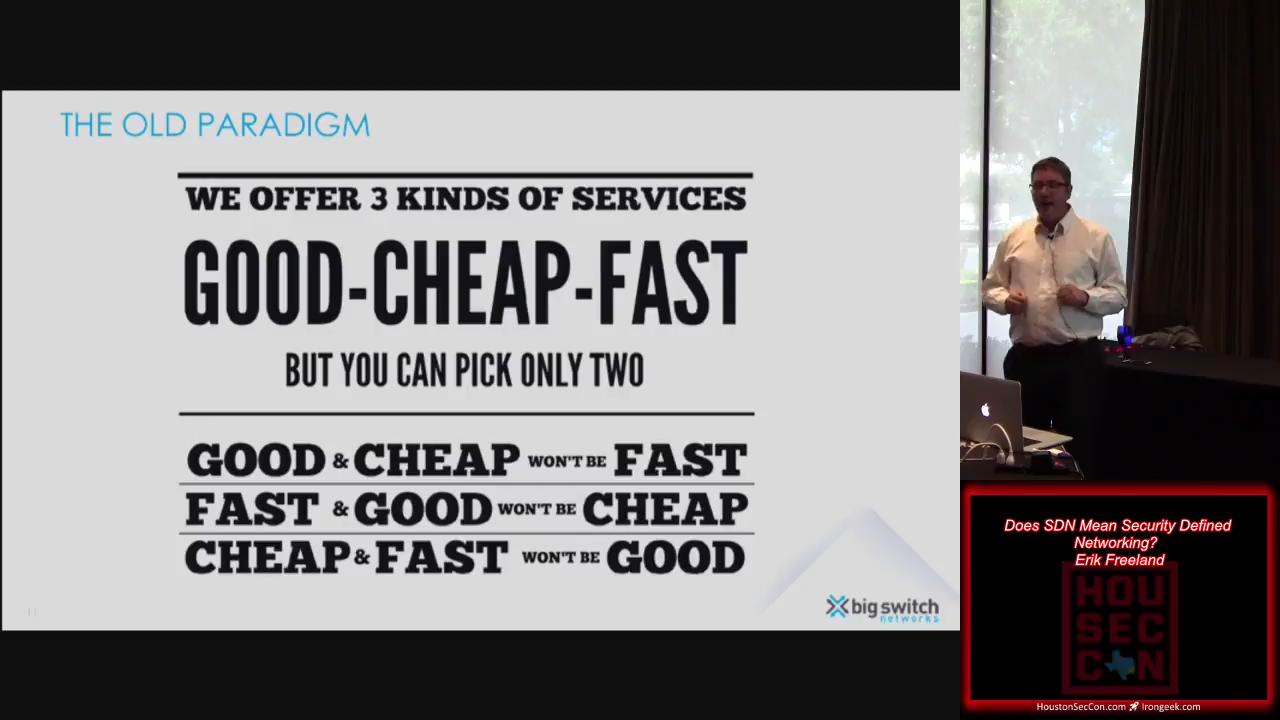 THE OLD PARADIGM
WE OFFER 3 KINDS OF SERVICES
GOOD-CHEAP-FAST
BUT YOU CAN PICK ONLY TWO
GOOD & CHEAP WON'T BE FAST
FAST & GOOD WON'T BE CHEAP
CHEAP & FAST WON'T BE GOOD
11
big switch
networks
Does SDN Mean Security Defined
Networking?
Erik Freeland
HOU
SEC
CON
HoustonSecCon.com Irongeek.com